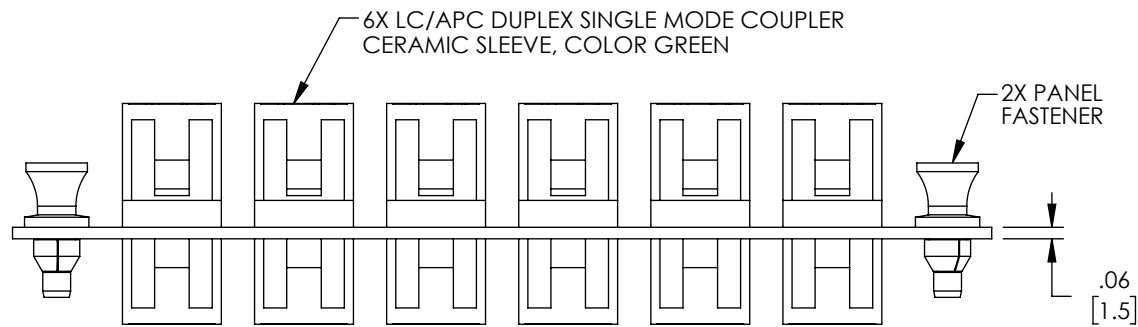 6X LC/APC DUPLEX SINGLE MODE COUPLER
CERAMIC SLEEVE, COLOR GREEN
2X PANEL
FASTENER
.06
[1.5]